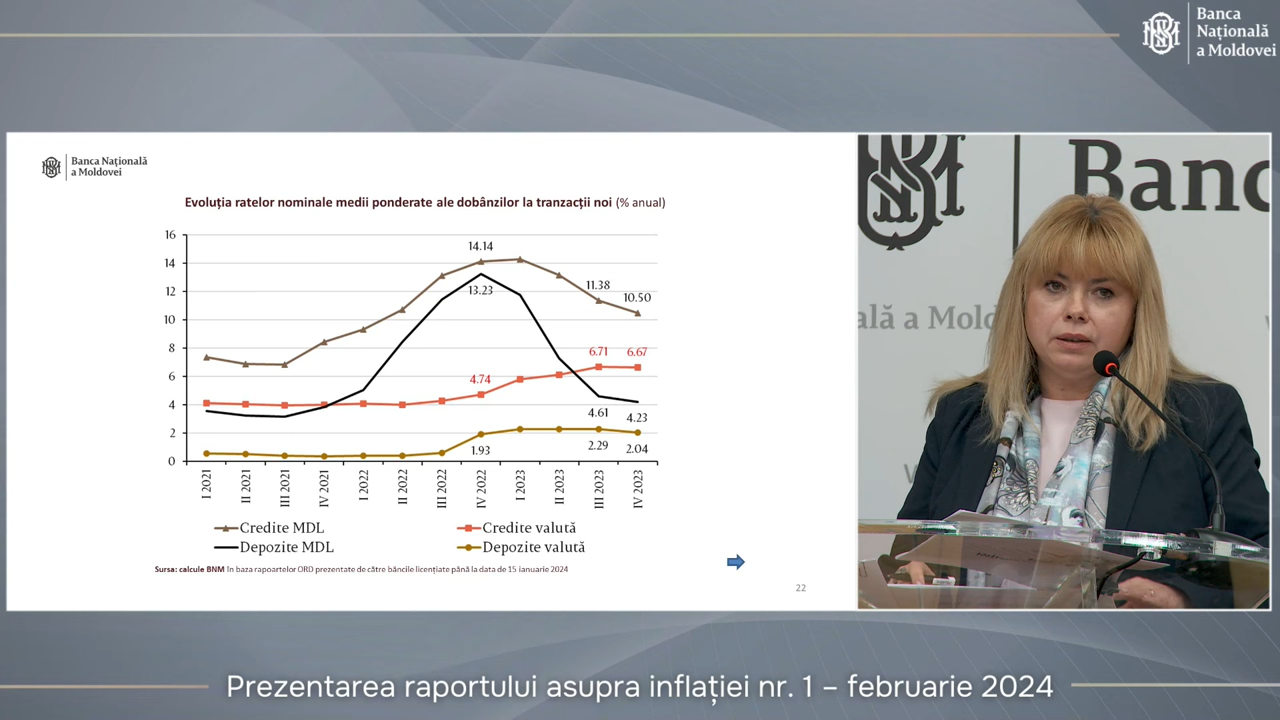 Banca
Națională
a Moldovei
Banca Națională
a Moldovei
Evoluția ratelor nominale medii ponderate ale dobânzilor la tranzacții noi (% anual)
16
14
12
10
8
6
4
2
0
14.14
13.23
11.38
10.50
4.74
6.71
6.67
4.61
4.23
1.93
2.29
2.04
I 2021
II 2021
III 2021
IV 2021
I 2022
II 2022
III 2022
IV 2022
I 2023
II 2023
III 2023
IV 2023
Credite MDL
Credite valută
Depozite MDL
Depozite valută
Sursa: calcule BNM în baza rapoartelor ORD prezentate de către băncile licențiate până la data de 15 ianuarie 2024
22
Banc
ală a Mold
Prezentarea raportului asupra inflației nr. 1 – februarie 2024